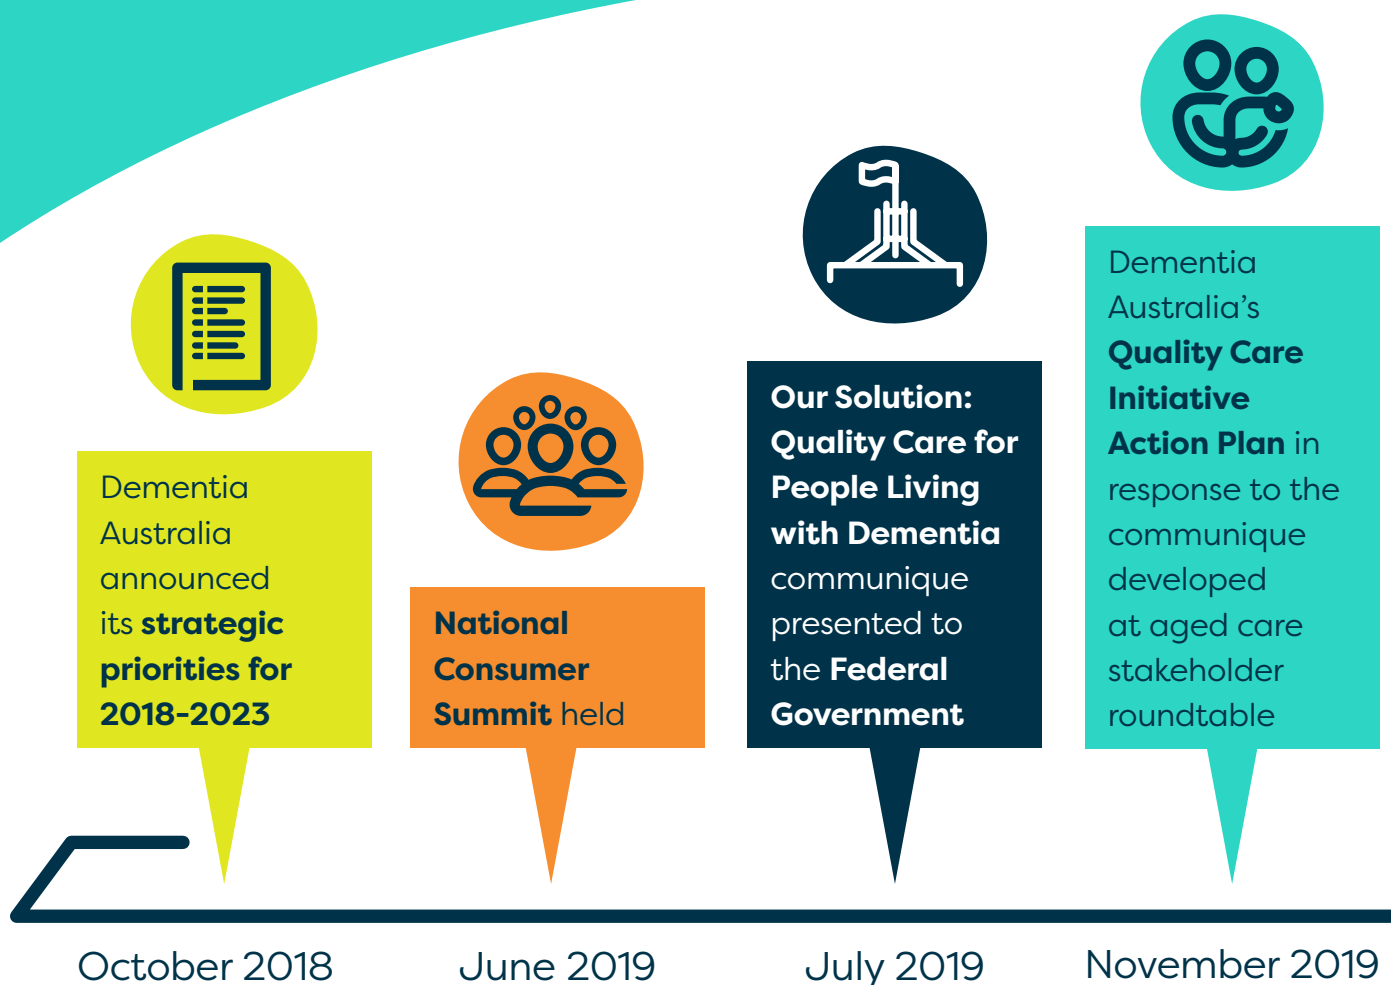 Dementia
Australia
announced
its strategic
priorities for
2018-2023
National
Consumer
Summit held
Our Solution:
Quality Care for
People Living
with Dementia
communique
presented to
the Federal
Government
Dementia
Australia’s
Quality Care
Initiative
Action Plan in
response to the
communique
developed
at aged care
stakeholder
roundtable
October 2018
June 2019
July 2019
November 2019